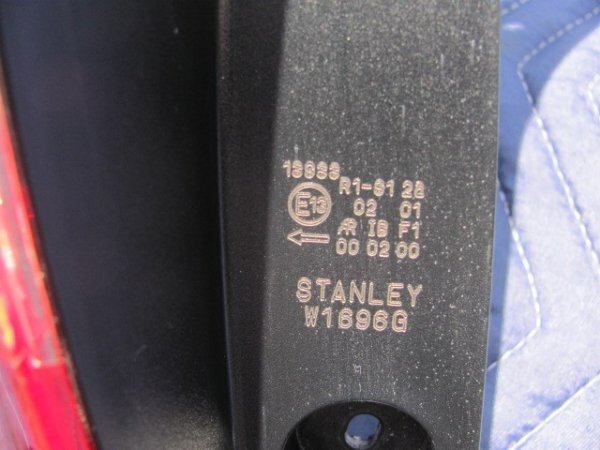 R1-S1 2a
E13
02 01
AR IB F1
00 02 00
STANLEY
W1696G